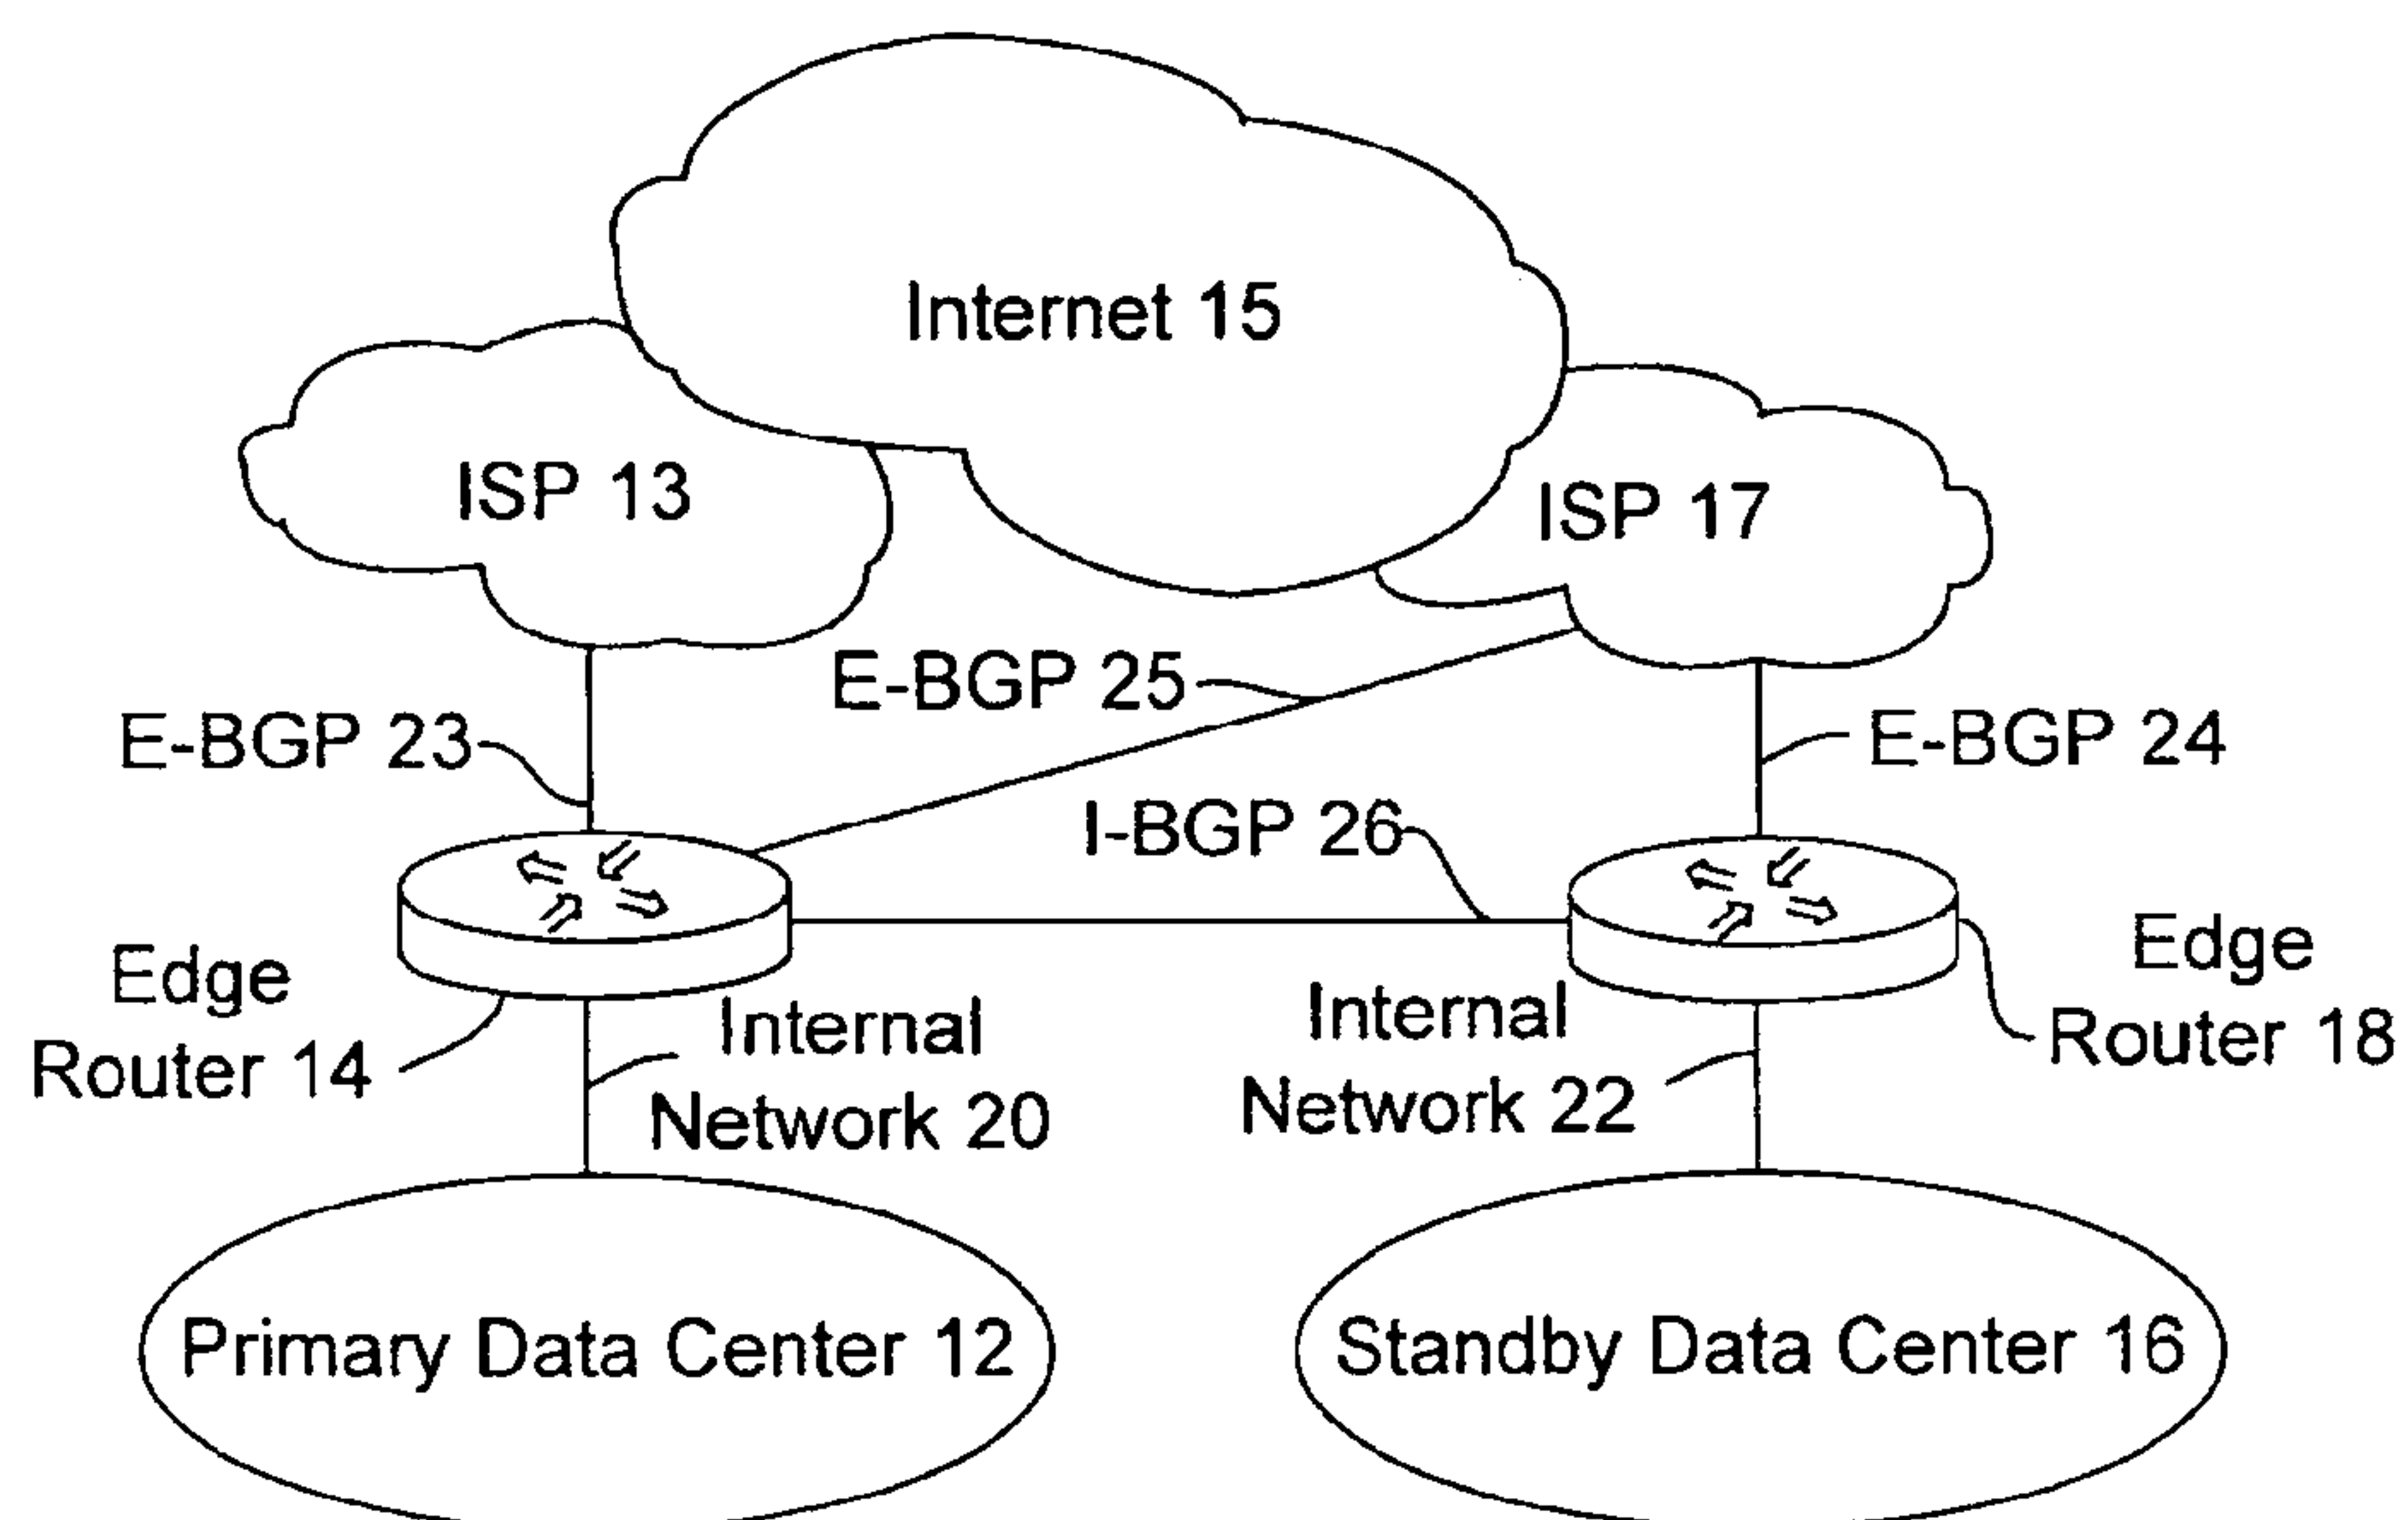 Internet 15
ISP 13
ISP 17
E-BGP 25
E-BGP 23
E-BGP 24
I-BGP 26
Edge
Router 14
Internal
Network 20
Internal
Network 22
Edge
Router 18
Primary Data Center 12
Standby Data Center 16